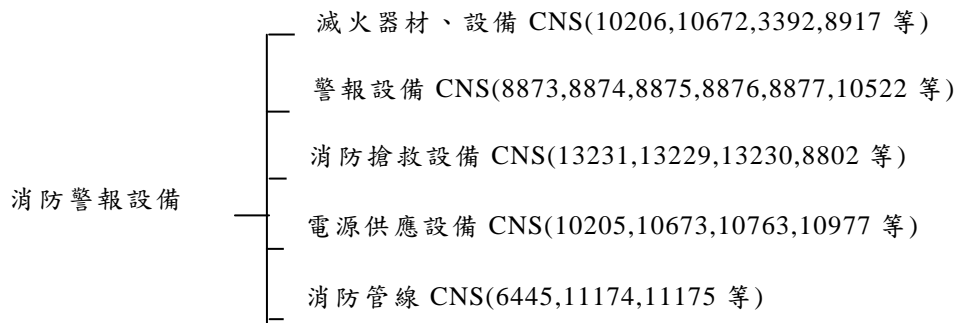 滅火器材、設備 CNS(10206,10672,3392,8917 等)
警報設備 CNS(8873,8874,8875,8876,8877,10522 等)
消防搶救設備 CNS(13231,13229,13230,8802 等)
消防警報設備
電源供應設備 CNS(10205,10673,10763,10977 等)
消防管線 CNS(6445,11174,11175 等)